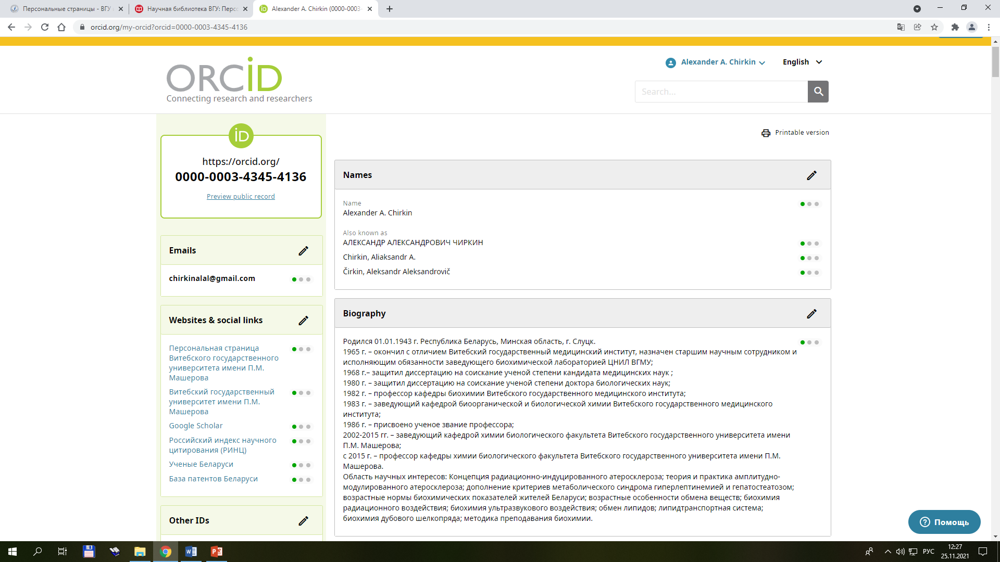 Персональные страницы - ВГУ
Научная библиотека ВГУ: Персо
Alexander A. Chirkin (0000-0003-
orcid.org/my-orcid?orcid=0000-0003-4345-4136
ORCID
Connecting research and researchers
Alexander A. Chirkin
English
Search...
iD
https://orcid.org/
0000-0003-4345-4136
Preview public record
Emails
chirkinalal@gmail.com
Websites & social links
Персональная страница
Витебского государственного
университета имени П.М.
Машерова
Витебский государственный
университет имени П.М.
Машерова
Google Scholar
Российский индекс научного
цитирования (РИНЦ)
Ученые Беларуси
База патентов Беларуси
Other IDs
Printable version
Names
Name
Alexander A. Chirkin
Also known as
АЛЕКСАНДР АЛЕКСАНДРОВИЧ ЧИРКИН
Chirkin, Aliaksandr A.
Čirkin, Aleksandr Aleksandrovič
Biography
Родился 01.01.1943 г. Республика Беларусь, Минская область, г. Слуцк.
1965 г. – окончил с отличием Витебский государственный медицинский институт, назначен старшим научным сотрудником и
исполняющим обязанности заведующего биохимической лабораторией ЦНИЛ ВГМУ;
1968 г.– защитил диссертацию на соискание ученой степени кандидата медицинских наук ;
1980 г. – защитил диссертацию на соискание ученой степени доктора биологических наук;
1982 г. – профессор кафедры биохимии Витебского государственного медицинского института;
1983 г. – заведующий кафедрой биоорганической и биологической химии Витебского государственного медицинского
института;
1986 г. – присвоено ученое звание профессора;
2002-2015 гг. – заведующий кафедрой химии биологического факультета Витебского государственного университета имени
П.М. Машерова;
с 2015 г. – профессор кафедры химии биологического факультета Витебского государственного университета имени П.М.
Машерова.
Область научных интересов: Концепция радиационно-индуцированного атеросклероза; теория и практика амплитудно-
модулированного атеросклероза; дополнение критериев метаболического синдрома гиперлептинемией и гепатостеатозом;
возрастные нормы биохимических показателей жителей Беларуси; возрастные особенности обмена веществ; биохимия
радиационного воздействия; биохимия ультразвукового воздействия; обмен липидов; липидтранспортная система;
биохимия дубового шелкопряда; методика преподавания биохимии.
Помощь
РУС
12:27
25.11.2021